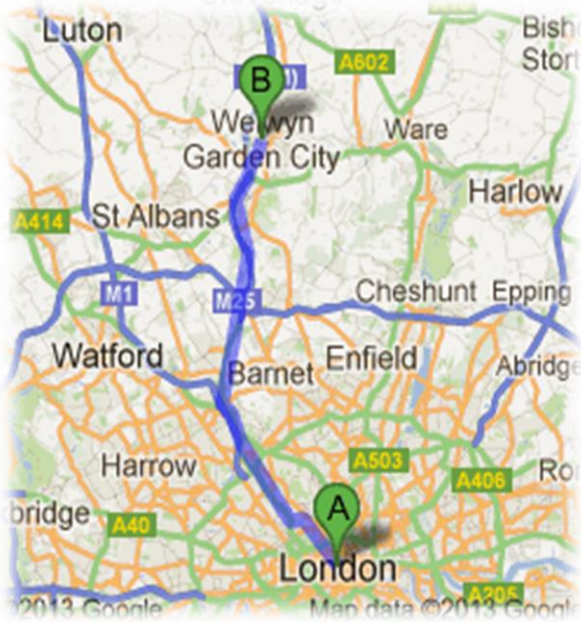 Luton
Bish
Stort
A602
B
Welwyn
Garden City
Ware
Harlow
A414
St Albans
M1
M25
Cheshunt
Epping
Watford
Barnet
Enfield
Abridge
Harrow
A503
A406
Ro
bridge
A40
A
London
A205
2013 Google
Map data ©2013 Google